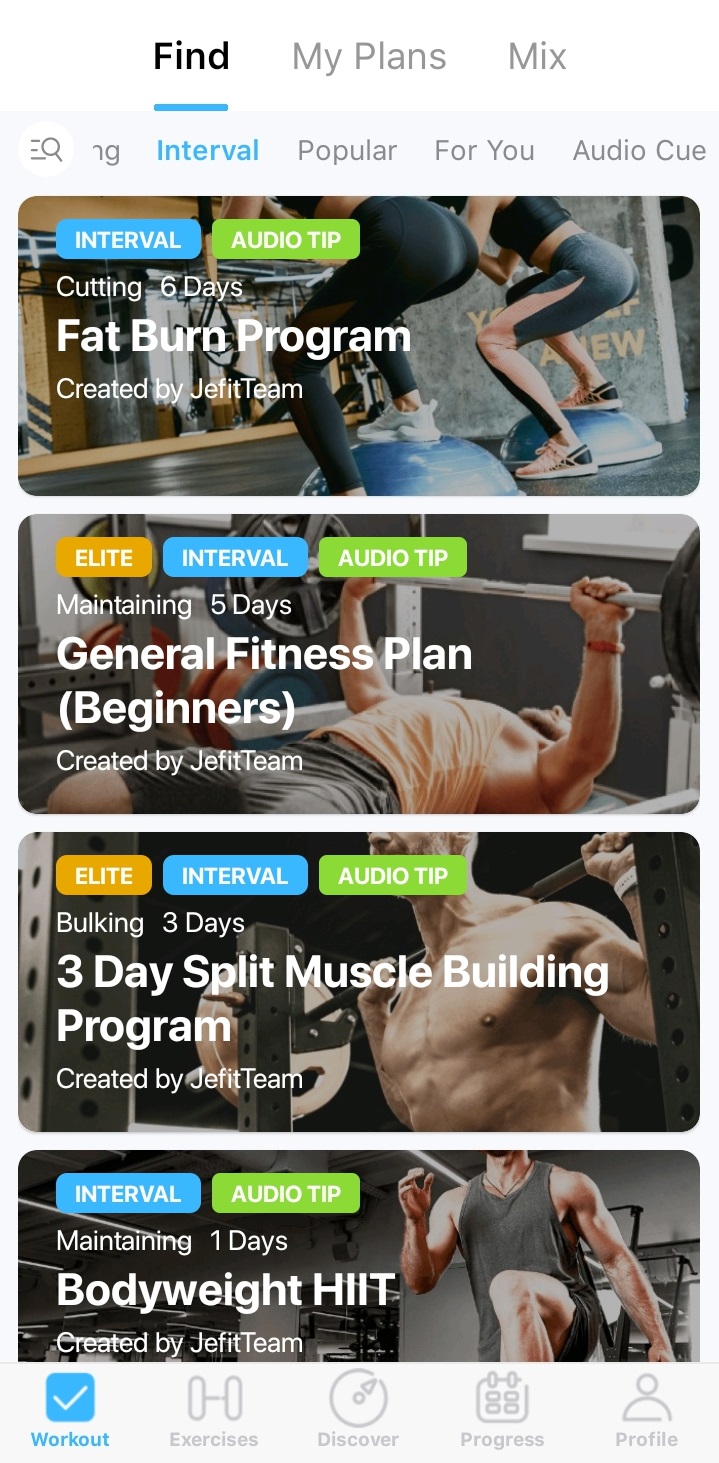 Find My Plans Mix
ng Interval Popular For You Audio Cue
INTERVAL AUDIO TIP
Cutting 6 Days
Fat Burn Program
Created by JefitTeam
ELITE INTERVAL AUDIO TIP
Maintaining 5 Days
General Fitness Plan
(Beginners)
Created by JefitTeam
ELITE INTERVAL AUDIO TIP
Bulking 3 Days
3 Day Split Muscle Building
Program
Created by JefitTeam
INTERVAL AUDIO TIP
Maintaining 1 Days
Bodyweight HIIT
Created by JefitTeam
Workout Exercises Discover Progress Profile